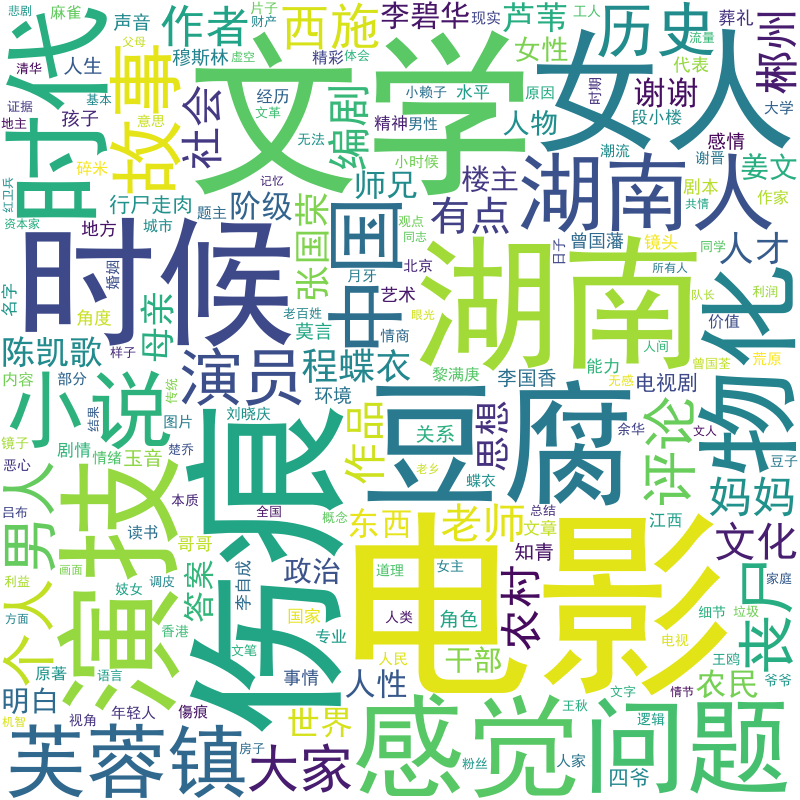 悲剧
片子
财产
麻雀
声音
作者
西施
李碧华
芦苇
历史
葬礼
工人
现实
流量
郴州
时代
清华
人生
故事
穆斯林
虚空
精彩
体会
文学
女性
女人
代表
父母
证据
基本
地主
孩子
意思
社会
经历
文革
编剧
小赖子
水平
原因
精神
男性
人物
时期
谢谢
段小楼
大学
红卫兵
资本家
碎米
无法
小时候
潮流
谢晋
感情
姜文
行尸走肉
题主
阶级
记忆
师兄
楼主
湖南人
剧本
共情
作家
地方
城市
婚姻
张国荣
中国
观点
同志
有点
日子
曾国藩
镜头
同学
人才
名字
角度
母亲
时候
月牙
北京
老百姓
艺术
所有人
队长
利润
价值
陈凯歌
样子
演员
程蝶衣
莫言
情商
眼光
湖南
人间
物化
曾国荃
荒原
内容
部分
传统
环境
黎满庚
李国香
能力
无感
电视剧
小说
结果
图片
刘晓庆
作品
关系
思想
豆腐
余华
文人
评论
豆子
镜子
恶心
剧情
情绪
玉音
楚乔
伤痕
老乡
蝶衣
妈妈
吕布
男人
演技
本质
全国
概念
东西
老师
总结
文章
江西
文化
读书
哥哥
知青
利益
画面
妓女
调皮
答案
李自成
政治
道理
女主
电影
家庭
方面
个人
香港
国家
人类
角色
农村
细节
垃圾
丧尸
专业
文笔
原著
语言
事情
人民
干部
电视
王鸥
农民
爷爷
明白
人性
机智
视角
年轻人
傷痕
世界
感觉
王秋
文字
情节
逻辑
问题
芙蓉镇
房子
大家
粉丝
人家
四爷